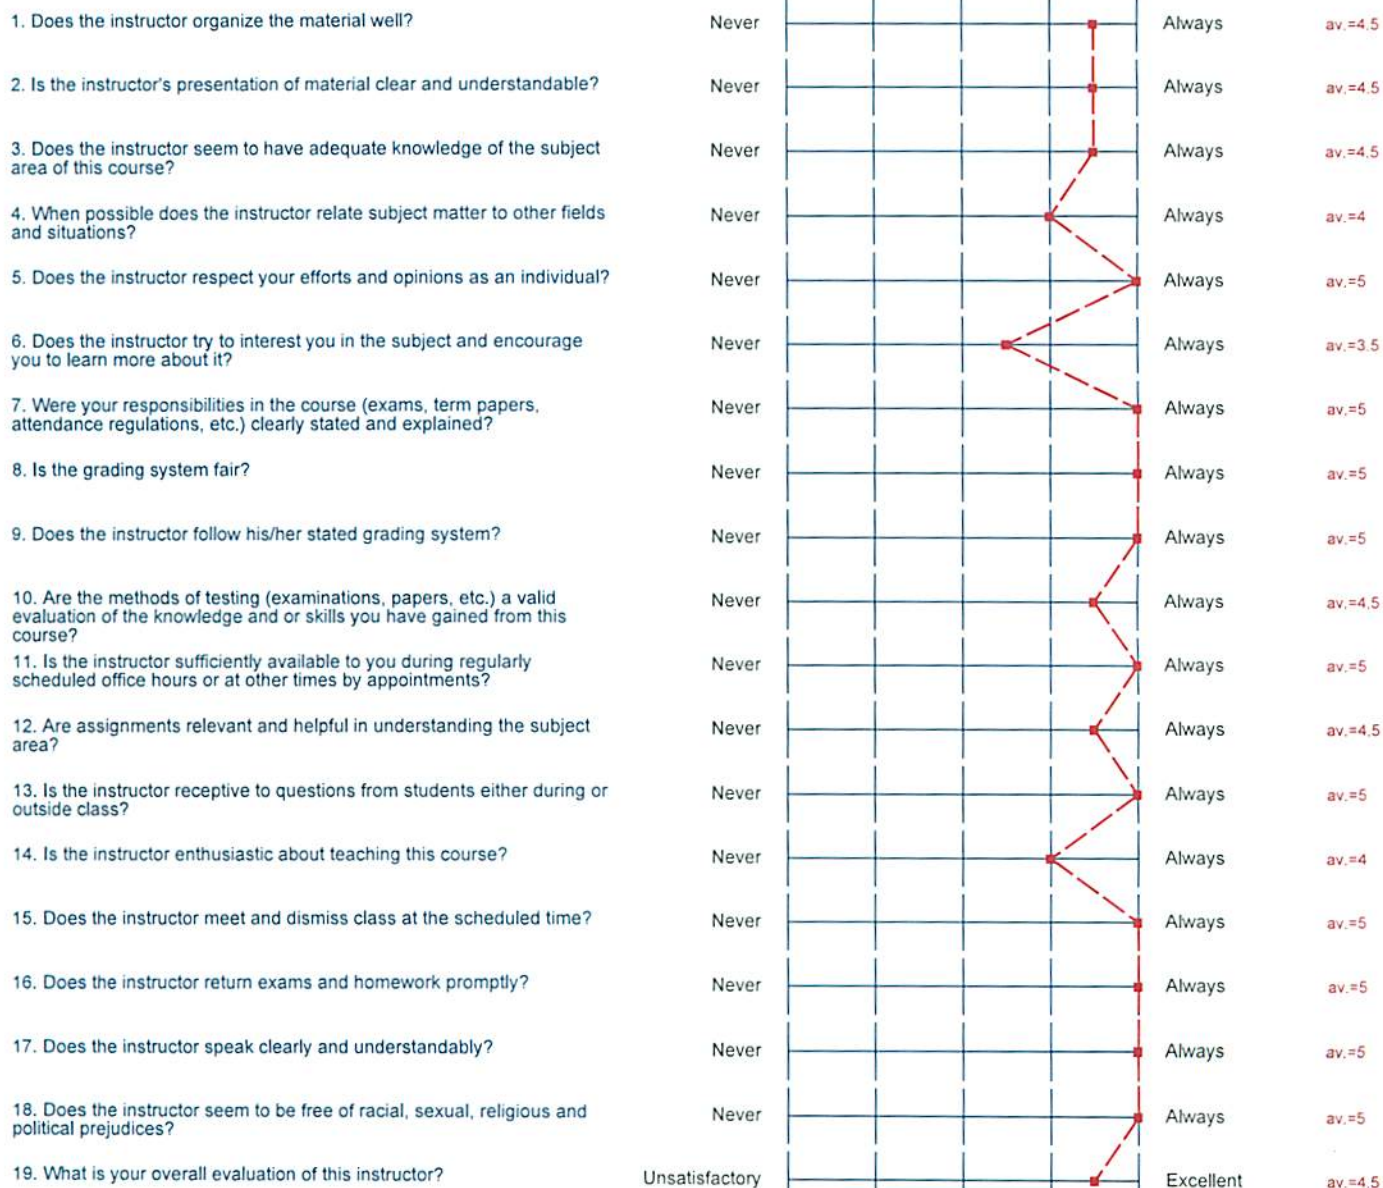 1. Does the instructor organize the material well? Never Always av.=4.5
2. Is the instructor's presentation of material clear and understandable? Never Always av.=4.5
3. Does the instructor seem to have adequate knowledge of the subject Never Always av.=4.5
area of this course?
4. When possible does the instructor relate subject matter to other fields Never Always av.=4
and situations?
5. Does the instructor respect your efforts and opinions as an individual? Never Always av.=5
6. Does the instructor try to interest you in the subject and encourage Never Always av.=3.5
you to learn more about it?
7. Were your responsibilities in the course (exams, term papers, Never Always av.=5
attendance regulations, etc.) clearly stated and explained?
8. Is the grading system fair? Never Always av.=5
9. Does the instructor follow his/her stated grading system? Never Always av.=5
10. Are the methods of testing (examinations, papers, etc.) a valid Never Always av.=4.5
evaluation of the knowledge and or skills you have gained from this
course?
11. Is the instructor sufficiently available to you during regularly Never Always av.=5
scheduled office hours or at other times by appointments?
12. Are assignments relevant and helpful in understanding the subject Never Always av.=4.5
area?
13. Is the instructor receptive to questions from students either during or Never Always av.=5
outside class?
14. Is the instructor enthusiastic about teaching this course? Never Always av.=4
15. Does the instructor meet and dismiss class at the scheduled time? Never Always av.=5
16. Does the instructor return exams and homework promptly? Never Always av.=5
17. Does the instructor speak clearly and understandably? Never Always av.=5
18. Does the instructor seem to be free of racial, sexual, religious and Never Always av.=5
political prejudices?
19. What is your overall evaluation of this instructor? Unsatisfactory Excellent av.=4.5